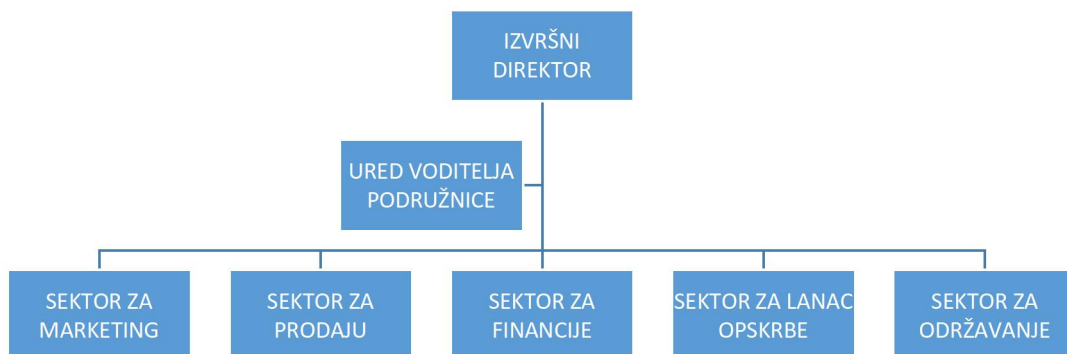 IZVRŠNI
DIREKTOR
URED VODITELJA
PODRUŽNICE
SEKTOR ZA
MARKETING
SEKTOR ZA
PRODAJU
SEKTOR ZA
FINANCIJE
SEKTOR ZA LANAC
OPSKRBE
SEKTOR ZA
ODRŽAVANJE